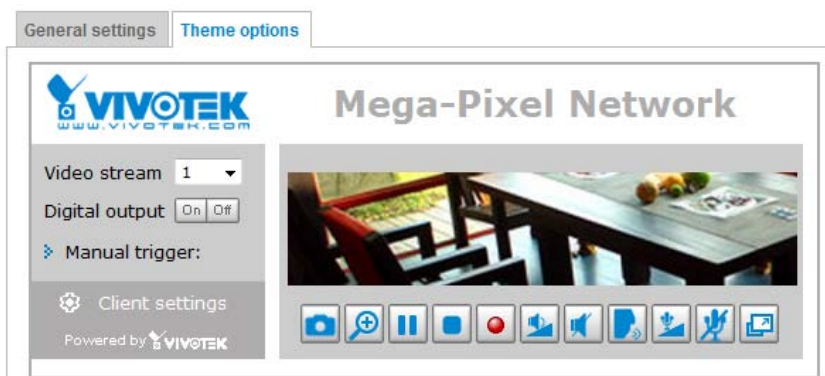 General settings
Theme options
VIVOTEK
www.vivotek.com
Mega-Pixel Network
Video stream 1
Digital output On Off
Manual trigger:
Client settings
Powered by VIVOTEK